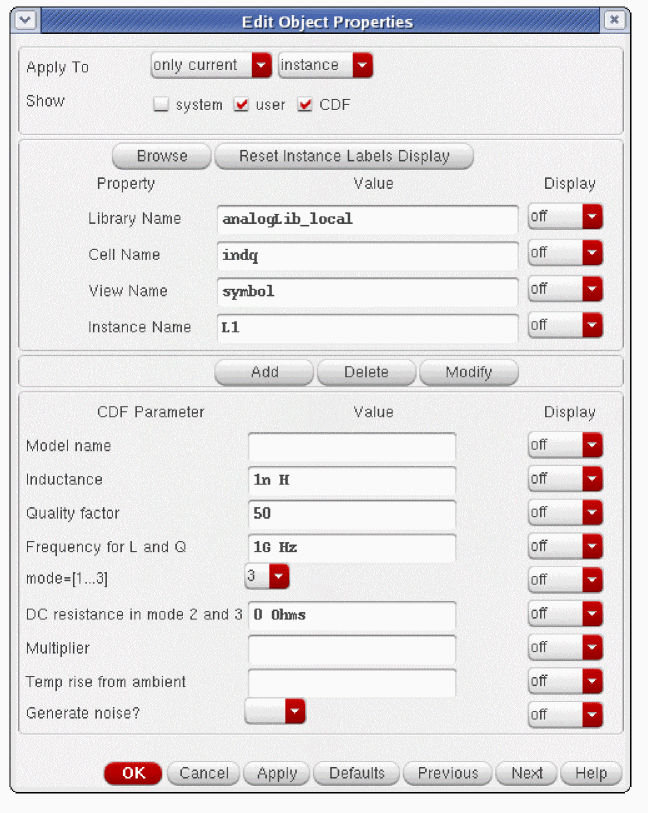 Edit Object Properties
Apply To only current instance
Show system user CDF
Browse Reset Instance Labels Display
Property Value Display
Library Name analogLib_local off
Cell Name indq off
View Name symbol off
Instance Name L1 off
Add Delete Modify
CDF Parameter Value Display
Model name off
Inductance 1n H off
Quality factor 50 off
Frequency for L and Q 1G Hz off
mode=[1...3] 3 off
DC resistance in mode 2 and 3 0 Ohms off
Multiplier off
Temp rise from ambient off
Generate noise? off
OK Cancel Apply Defaults Previous Next Help